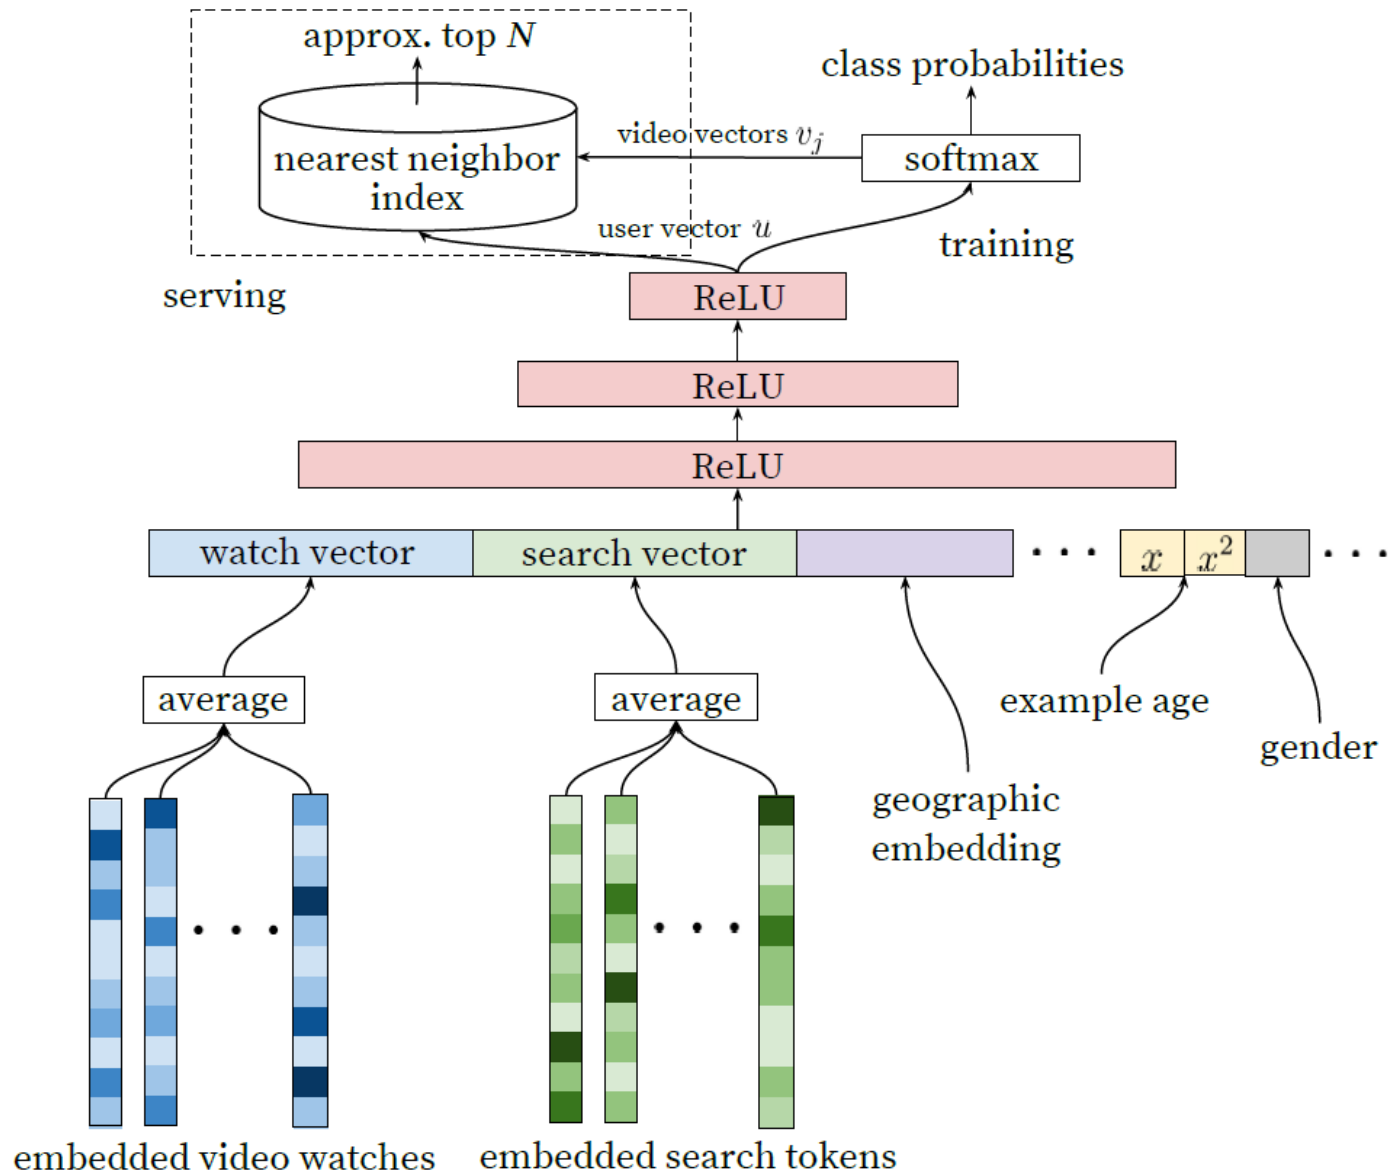 approx. top N
class probabilities
video vectors v_j
softmax
nearest neighbor
index
user vector u
training
serving
ReLU
ReLU
ReLU
watch vector
search vector
. . .
x
x²
. . .
average
average
example age
gender
geographic
embedding
. . .
. . .
embedded video watches
embedded search tokens